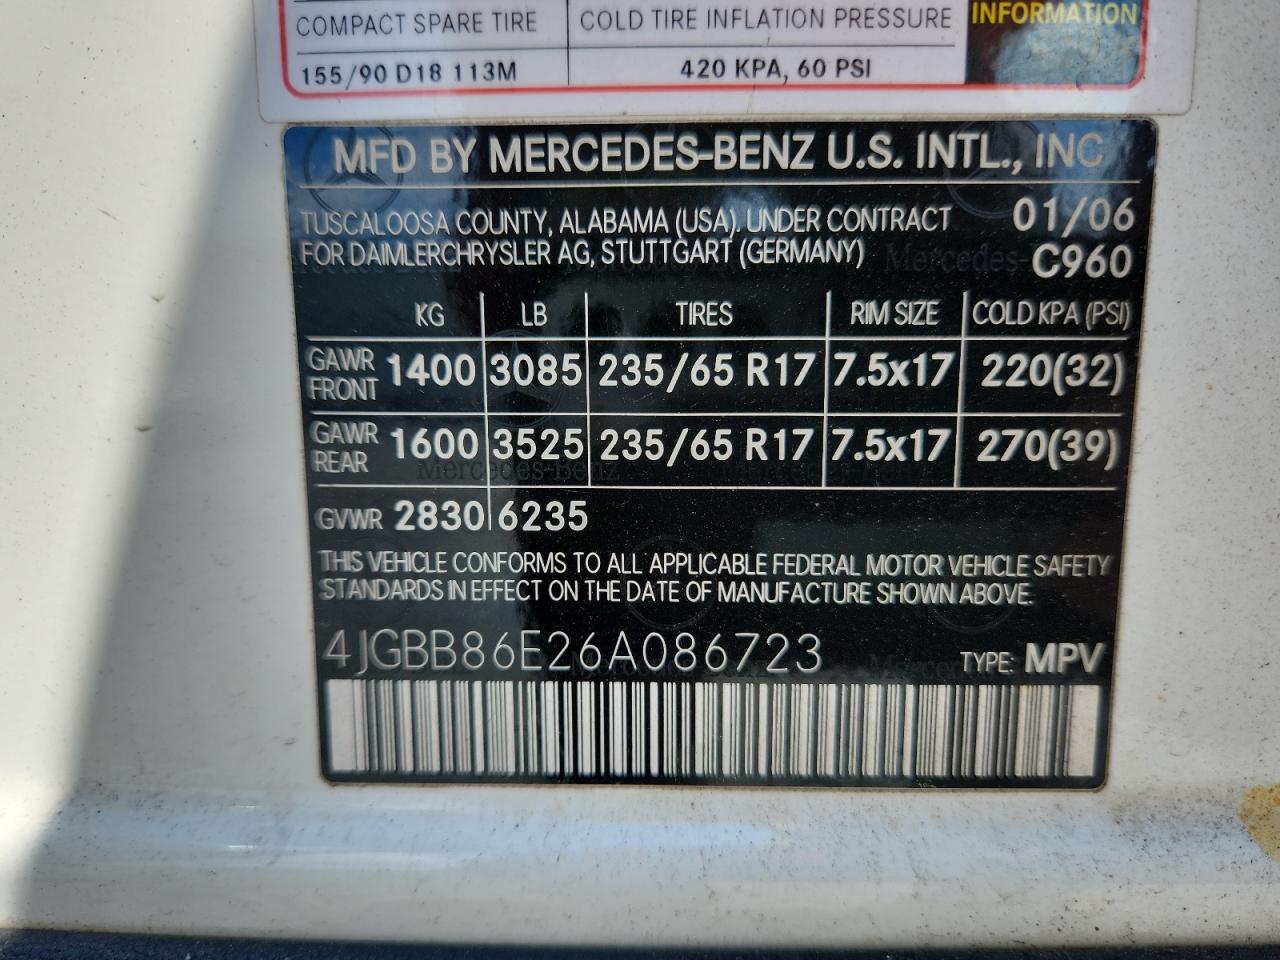 COMPACT SPARE TIRE COLD TIRE INFLATION PRESSURE INFORMATION
155/90 D18 113M 420 KPA, 60 PSI
MFD BY MERCEDES-BENZ U.S. INTL., INC
TUSCALOOSA COUNTY, ALABAMA (USA). UNDER CONTRACT 01/06
FOR DAIMLERCHRYSLER AG, STUTTGART (GERMANY) C960
KG LB TIRES RIM SIZE COLD KPA (PSI)
GAWR FRONT 1400 3085 235/65 R17 7.5x17 220(32)
GAWR REAR 1600 3525 235/65 R17 7.5x17 270(39)
GVWR 2830 6235
THIS VEHICLE CONFORMS TO ALL APPLICABLE FEDERAL MOTOR VEHICLE SAFETY
STANDARDS IN EFFECT ON THE DATE OF MANUFACTURE SHOWN ABOVE.
4JGBB86E26A086723 TYPE: MPV